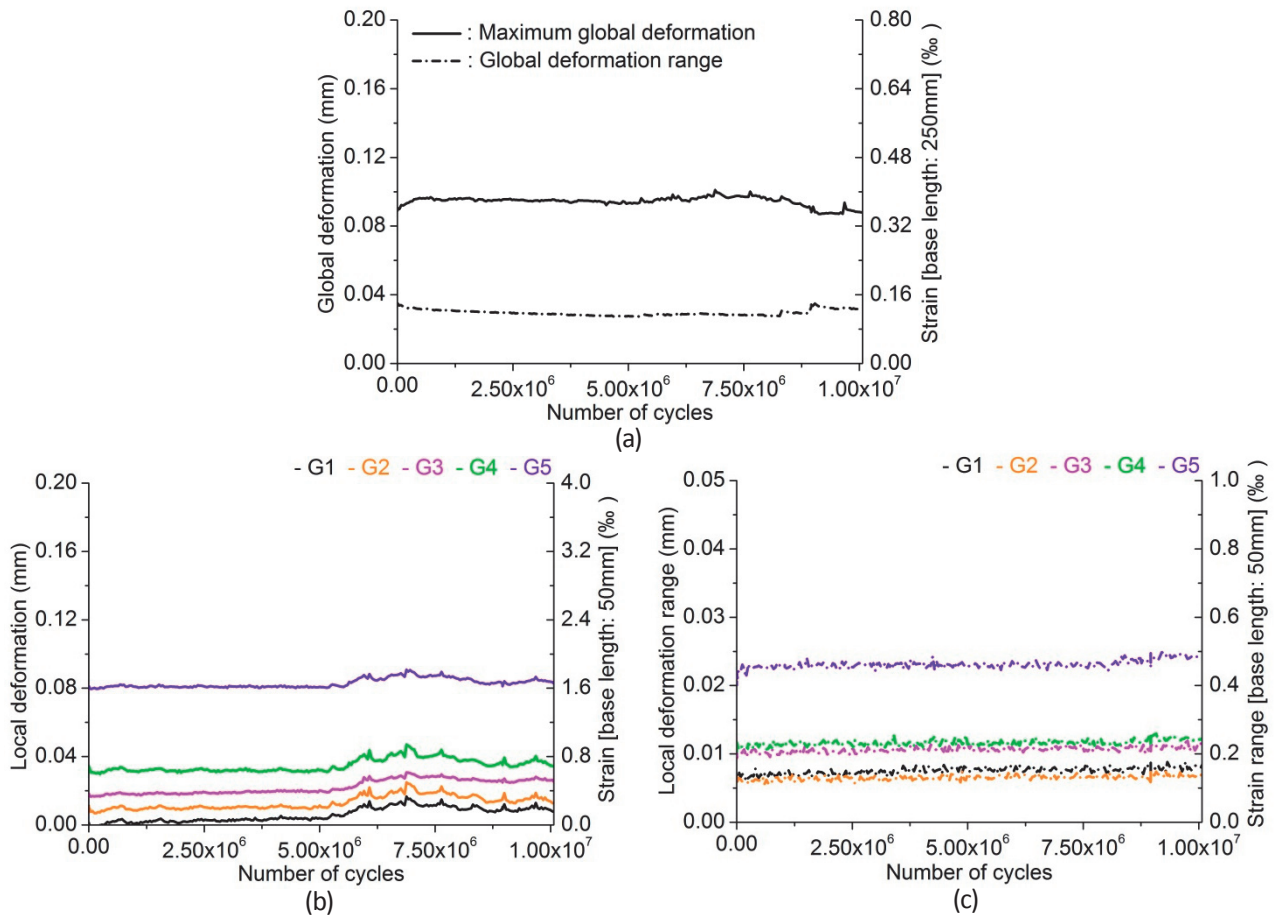 : Maximum global deformation
: Global deformation range
Global deformation (mm)
0.20
0.16
0.12
0.08
0.04
0.00
Strain [base length: 250mm] (‰)
0.80
0.64
0.48
0.32
0.16
0.00
0.00 2.50x10⁶ 5.00x10⁶ 7.50x10⁶ 1.00x10⁷
Number of cycles
(a)
- G1 - G2 - G3 - G4 - G5
Local deformation (mm)
0.20
0.16
0.12
0.08
0.04
0.00
Strain [base length: 50mm] (‰ )
4.0
3.2
2.4
1.6
0.8
0.0
0.00 2.50x10⁶ 5.00x10⁶ 7.50x10⁶ 1.00x10⁷
Number of cycles
(b)
- G1 - G2 - G3 - G4 - G5
Local deformation range (mm)
0.05
0.04
0.03
0.02
0.01
0.00
Strain range [base length: 50mm] (‰ )
1.0
0.8
0.6
0.4
0.2
0.0
0.00 2.50x10⁶ 5.00x10⁶ 7.50x10⁶ 1.00x10⁷
Number of cycles
(c)